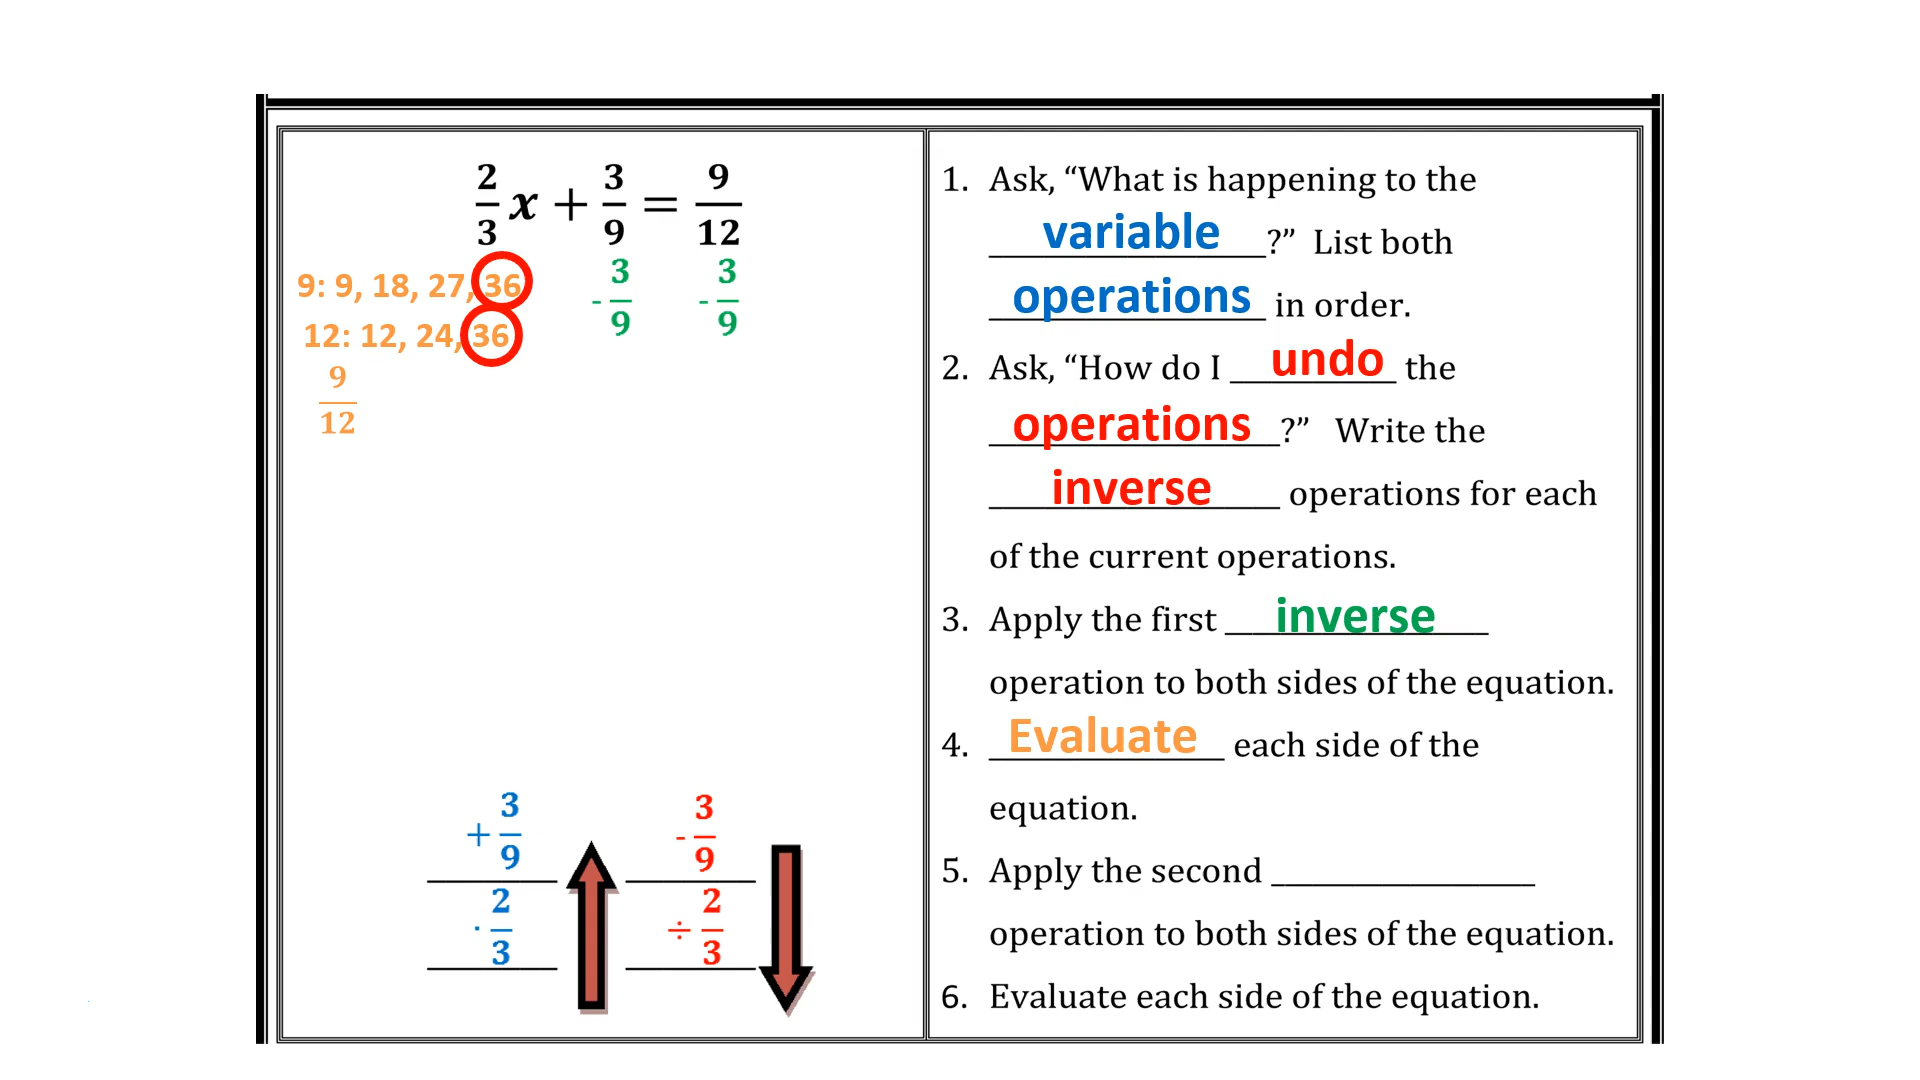 2/3 x + 3/9 = 9/12
- 3/9 - 3/9
9: 9, 18, 27, 36
12: 12, 24, 36
9/12
+ 3/9 - 3/9
· 2/3 ÷ 2/3
1. Ask, “What is happening to the
variable?” List both
operations in order.
2. Ask, “How do I undo the
operations?” Write the
inverse operations for each
of the current operations.
3. Apply the first inverse
operation to both sides of the equation.
4. Evaluate each side of the
equation.
5. Apply the second ________________
operation to both sides of the equation.
6. Evaluate each side of the equation.